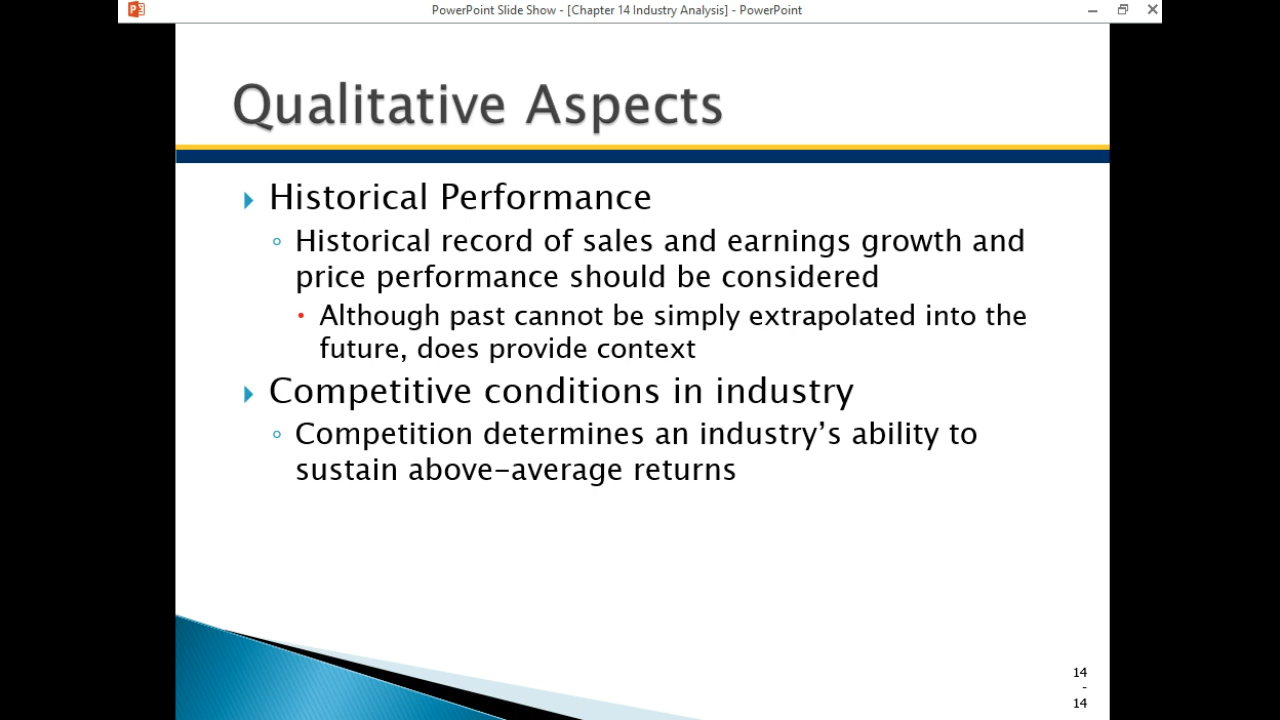 PowerPoint Slide Show - [Chapter 14 Industry Analysis] - PowerPoint
Qualitative Aspects
Historical Performance
Historical record of sales and earnings growth and
price performance should be considered
Although past cannot be simply extrapolated into the
future, does provide context
Competitive conditions in industry
Competition determines an industry’s ability to
sustain above-average returns
14
-
14